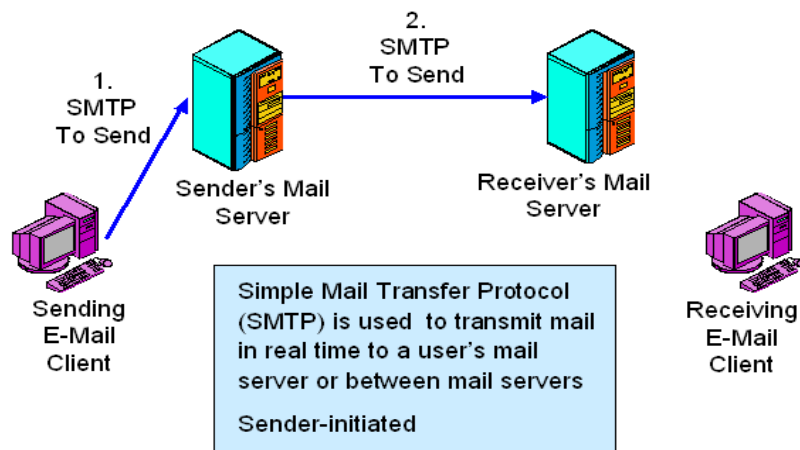 1.
SMTP
To Send
2.
SMTP
To Send
Sender's Mail
Server
Receiver's Mail
Server
Sending
E-Mail
Client
Simple Mail Transfer Protocol
(SMTP) is used to transmit mail
in real time to a user's mail
server or between mail servers
Sender-initiated
Receiving
E-Mail
Client